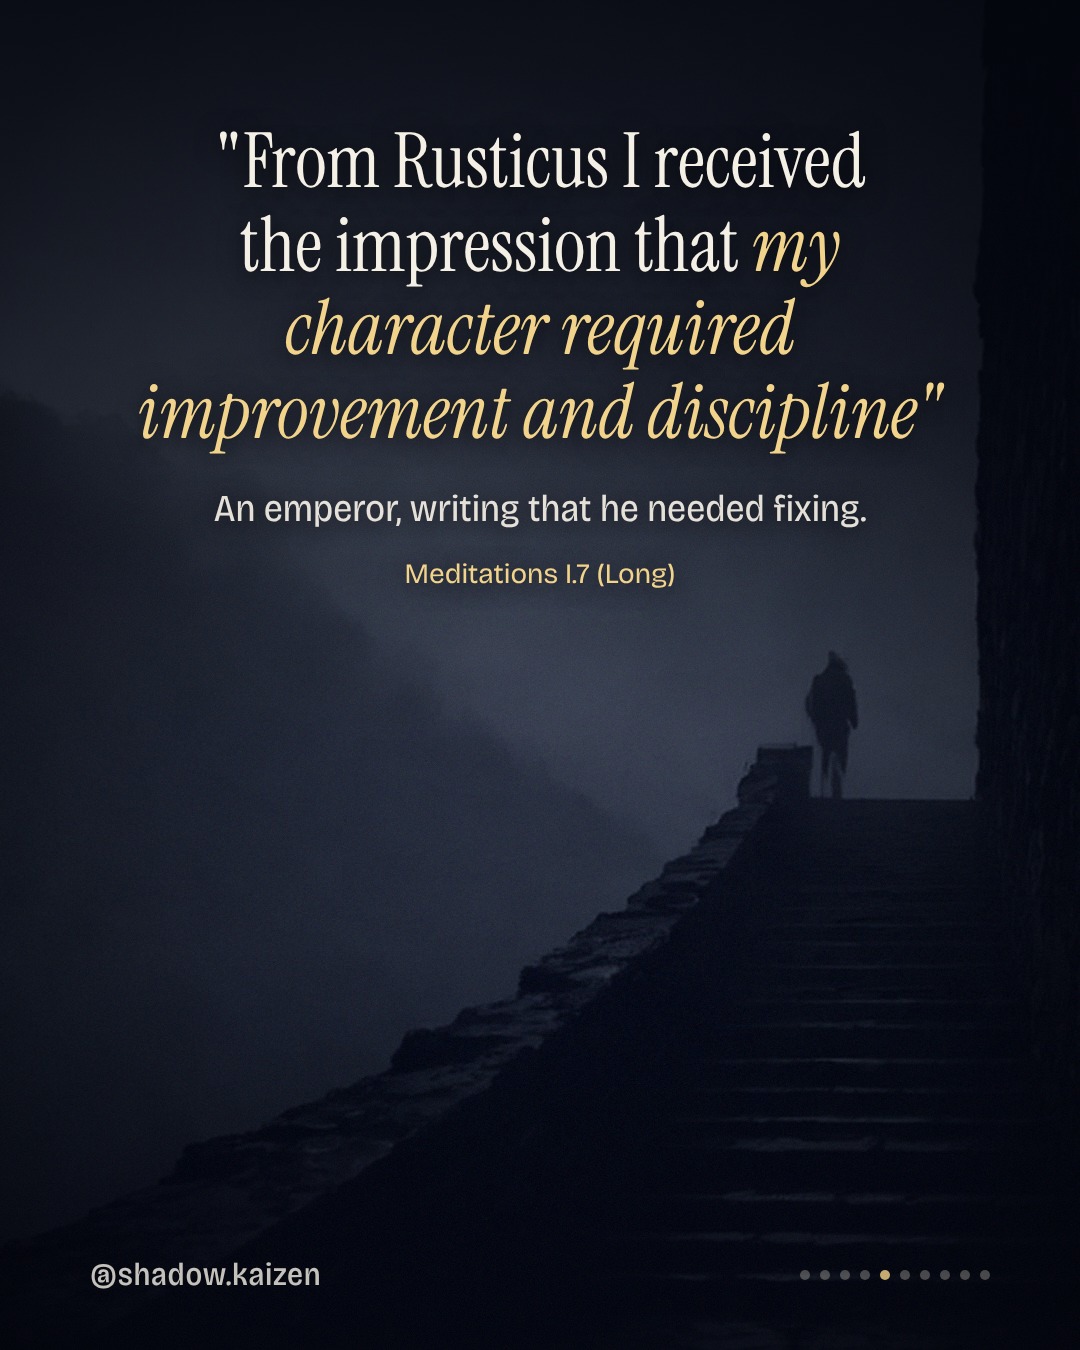 "From Rusticus I received
the impression that my
character required
improvement and discipline"
An emperor, writing that he needed fixing.
Meditations I.7 (Long)
@shadow.kaizen